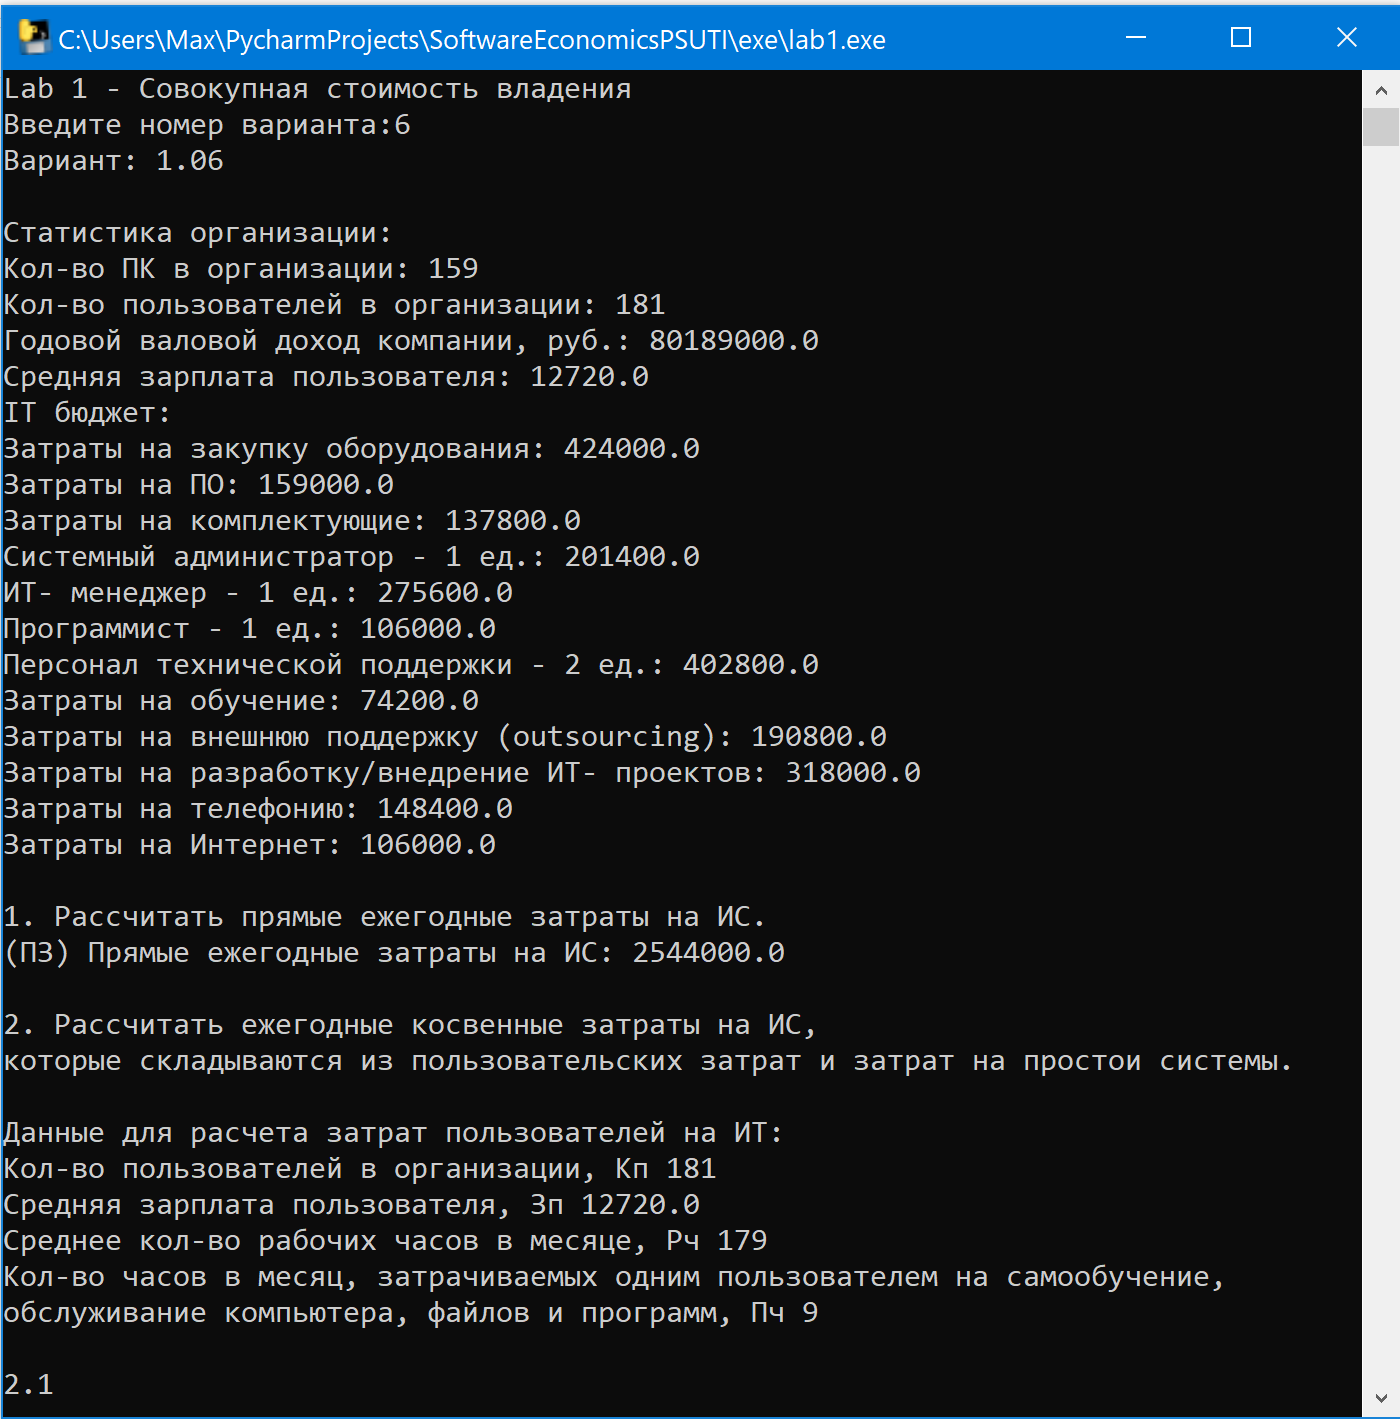 C:\Users\Max\PycharmProjects\SoftwareEconomicsPSUTI\exe\lab1.exe
Lab 1 - Совокупная стоимость владения
Введите номер варианта:6
Вариант: 1.06
Статистика организации:
Кол-во ПК в организации: 159
Кол-во пользователей в организации: 181
Годовой валовой доход компании, руб.: 80189000.0
Средняя зарплата пользователя: 12720.0
IT бюджет:
Затраты на закупку оборудования: 424000.0
Затраты на ПО: 159000.0
Затраты на комплектующие: 137800.0
Системный администратор - 1 ед.: 201400.0
ИТ- менеджер - 1 ед.: 275600.0
Программист - 1 ед.: 106000.0
Персонал технической поддержки - 2 ед.: 402800.0
Затраты на обучение: 74200.0
Затраты на внешнюю поддержку (outsourcing): 190800.0
Затраты на разработку/внедрение ИТ- проектов: 318000.0
Затраты на телефонию: 148400.0
Затраты на Интернет: 106000.0
1. Рассчитать прямые ежегодные затраты на ИС.
(ПЗ) Прямые ежегодные затраты на ИС: 2544000.0
2. Рассчитать ежегодные косвенные затраты на ИС,
которые складываются из пользовательских затрат и затрат на простои системы.
Данные для расчета затрат пользователей на ИТ:
Кол-во пользователей в организации, Кп 181
Средняя зарплата пользователя, Зп 12720.0
Среднее кол-во рабочих часов в месяце, Рч 179
Кол-во часов в месяц, затрачиваемых одним пользователем на самообучение,
обслуживание компьютера, файлов и программ, Пч 9
2.1